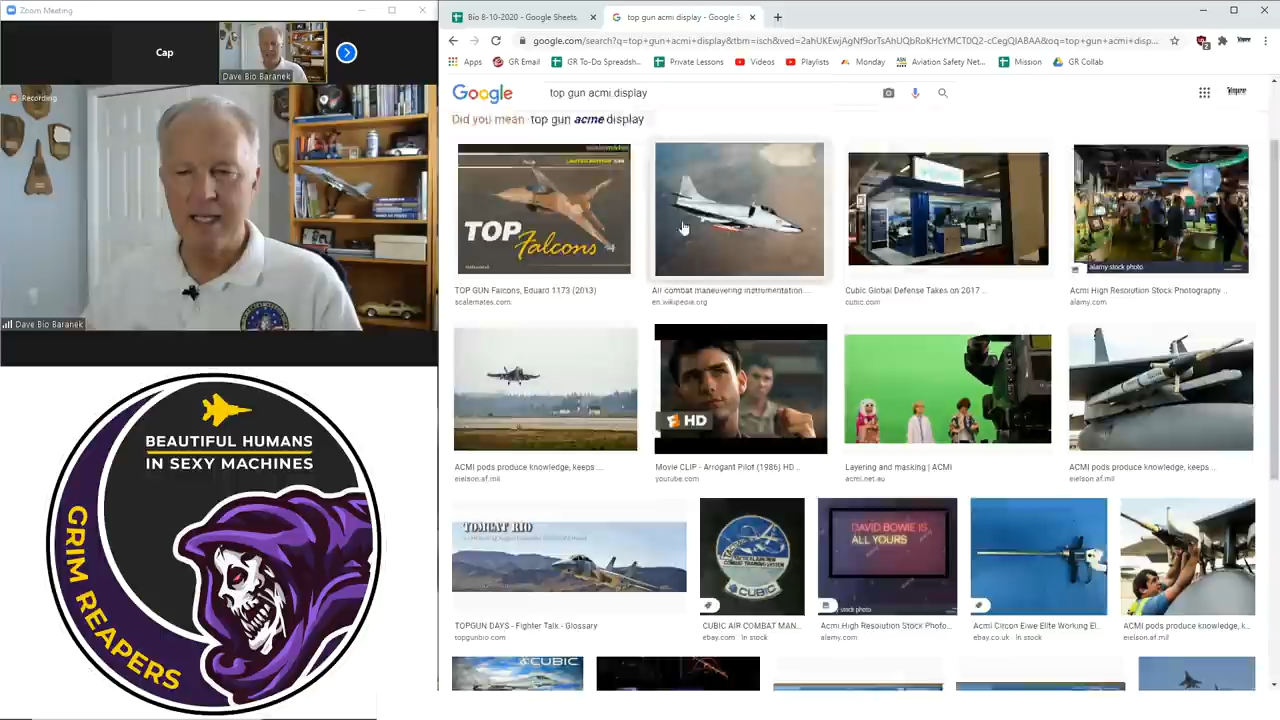 Zoom Meeting
Cap
Dave Bio Baranek
Recording
Dave Bio Baranek
BEAUTIFUL HUMANS
IN SEXY MACHINES
GRIM REAPERS
Bio 8-10-2020 - Google Sheets
top gun acmi display - Google S
google.com/search?q=top+gun+acmi+display&tbm=isch&ved=2ahUKEwjAgNf9orTsAhUQbRoKHcYMCT0Q2-cCegQIABAA&oq=top+gun+acmi+disp...
Apps
GR Email
GR To-Do Spreadsh...
Private Lessons
Videos
Playlists
Monday
Aviation Safety Net...
Mission
GR Collab
Google
top gun acmi display
Did you mean top gun acme display
TOP
Falcons
TOP GUN Falcons, Eduard 1173 (2013)
scalemates.com
Air combat maneuvering instrumentation ...
en.wikipedia.org
Cubic Global Defense Takes on 2017 ...
cubic.com
alamy stock photo
Acmi High Resolution Stock Photography ...
alamy.com
ACMI pods produce knowledge, keeps ...
eielson.af.mil
HD
Movie CLIP - Arrogant Pilot (1986) HD ...
youtube.com
Layering and masking | ACMI
acmi.net.au
ACMI pods produce knowledge, keeps ...
eielson.af.mil
TOMCAT RIO
TOPGUN DAYS - Fighter Talk - Glossary
topgunbio.com
CUBIC
CUBIC AIR COMBAT MAN...
ebay.com · In stock
DAVID BOWIE IS
ALL YOURS
stock photo
Acmi High Resolution Stock Photo...
alamy.com
Acmi Circon Eiwe Elite Working El...
ebay.co.uk · In stock
ACMI pods produce knowledge, k...
eielson.af.mil
CUBIC